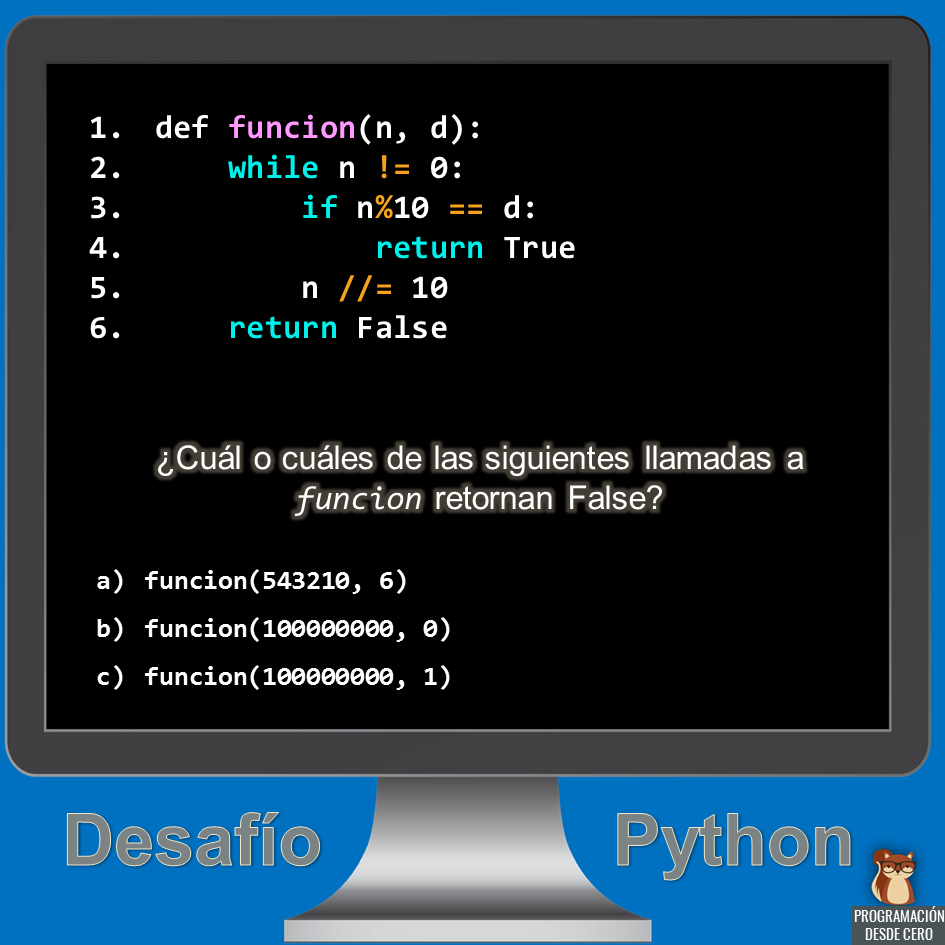 1. def funcion(n, d):
2. while n != 0:
3. if n%10 == d:
4. return True
5. n //= 10
6. return False
¿Cuál o cuáles de las siguientes llamadas a
funcion retornan False?
a) funcion(543210, 6)
b) funcion(100000000, 0)
c) funcion(100000000, 1)
Desafío Python
PROGRAMACIÓN
DESDE CERO